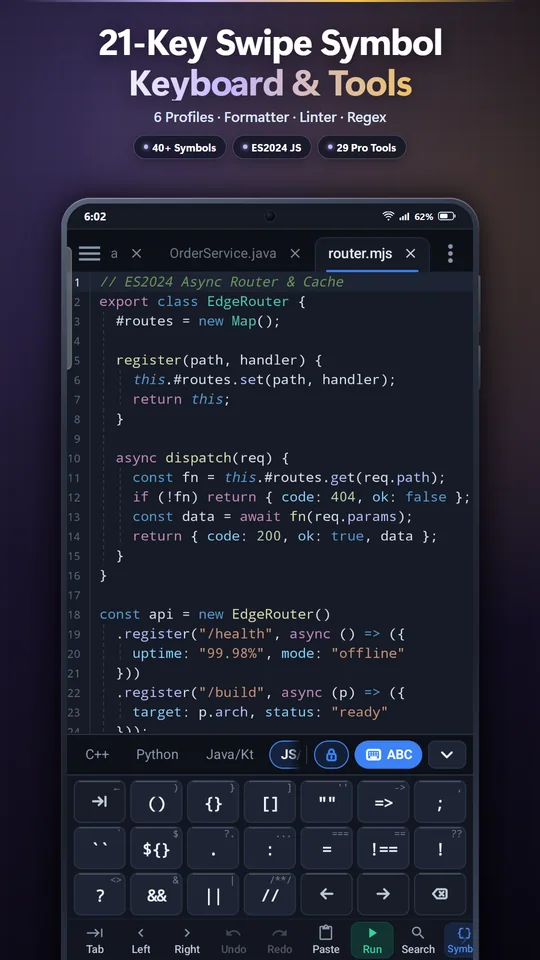 21-Key Swipe Symbol
Keyboard & Tools
6 Profiles · Formatter · Linter · Regex
40+ Symbols
ES2024 JS
29 Pro Tools
6:02
62%
a
OrderService.java
router.mjs
1 // ES2024 Async Router & Cache
2 export class EdgeRouter {
3 #routes = new Map();
4
5 register(path, handler) {
6 this.#routes.set(path, handler);
7 return this;
8 }
9
10 async dispatch(req) {
11 const fn = this.#routes.get(req.path);
12 if (!fn) return { code: 404, ok: false };
13 const data = await fn(req.params);
14 return { code: 200, ok: true, data };
15 }
16 }
17
18 const api = new EdgeRouter()
19 .register("/health", async () => ({
20 uptime: "99.98%", mode: "offline"
21 }))
22 .register("/build", async (p) => ({
23 target: p.arch, status: "ready"
24 }));
C++
Python
Java/Kt
JS/
ABC
← ) } ] '' -> ,
() {} [] "" => ;
$ ?. ... === == ??
`` ${} . : = !== !
<> & | /**/
? && || // ← →
Tab
Left
Right
Undo
Redo
Paste
Run
Search
Symb